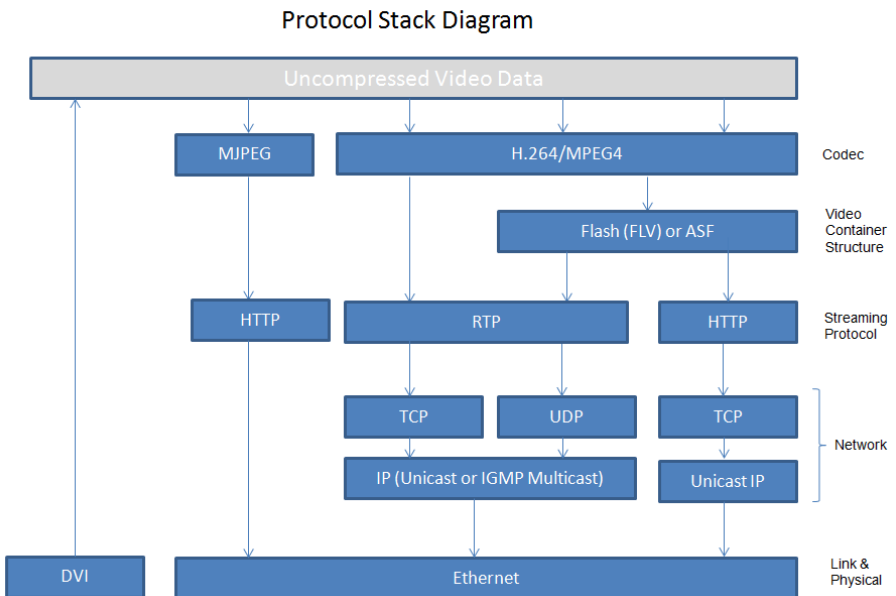 Protocol Stack Diagram
Uncompressed Video Data
MJPEG
H.264/MPEG4
Codec
Flash (FLV) or ASF
Video
Container
Structure
HTTP
RTP
HTTP
Streaming
Protocol
TCP
UDP
TCP
Network
IP (Unicast or IGMP Multicast)
Unicast IP
DVI
Ethernet
Link &
Physical